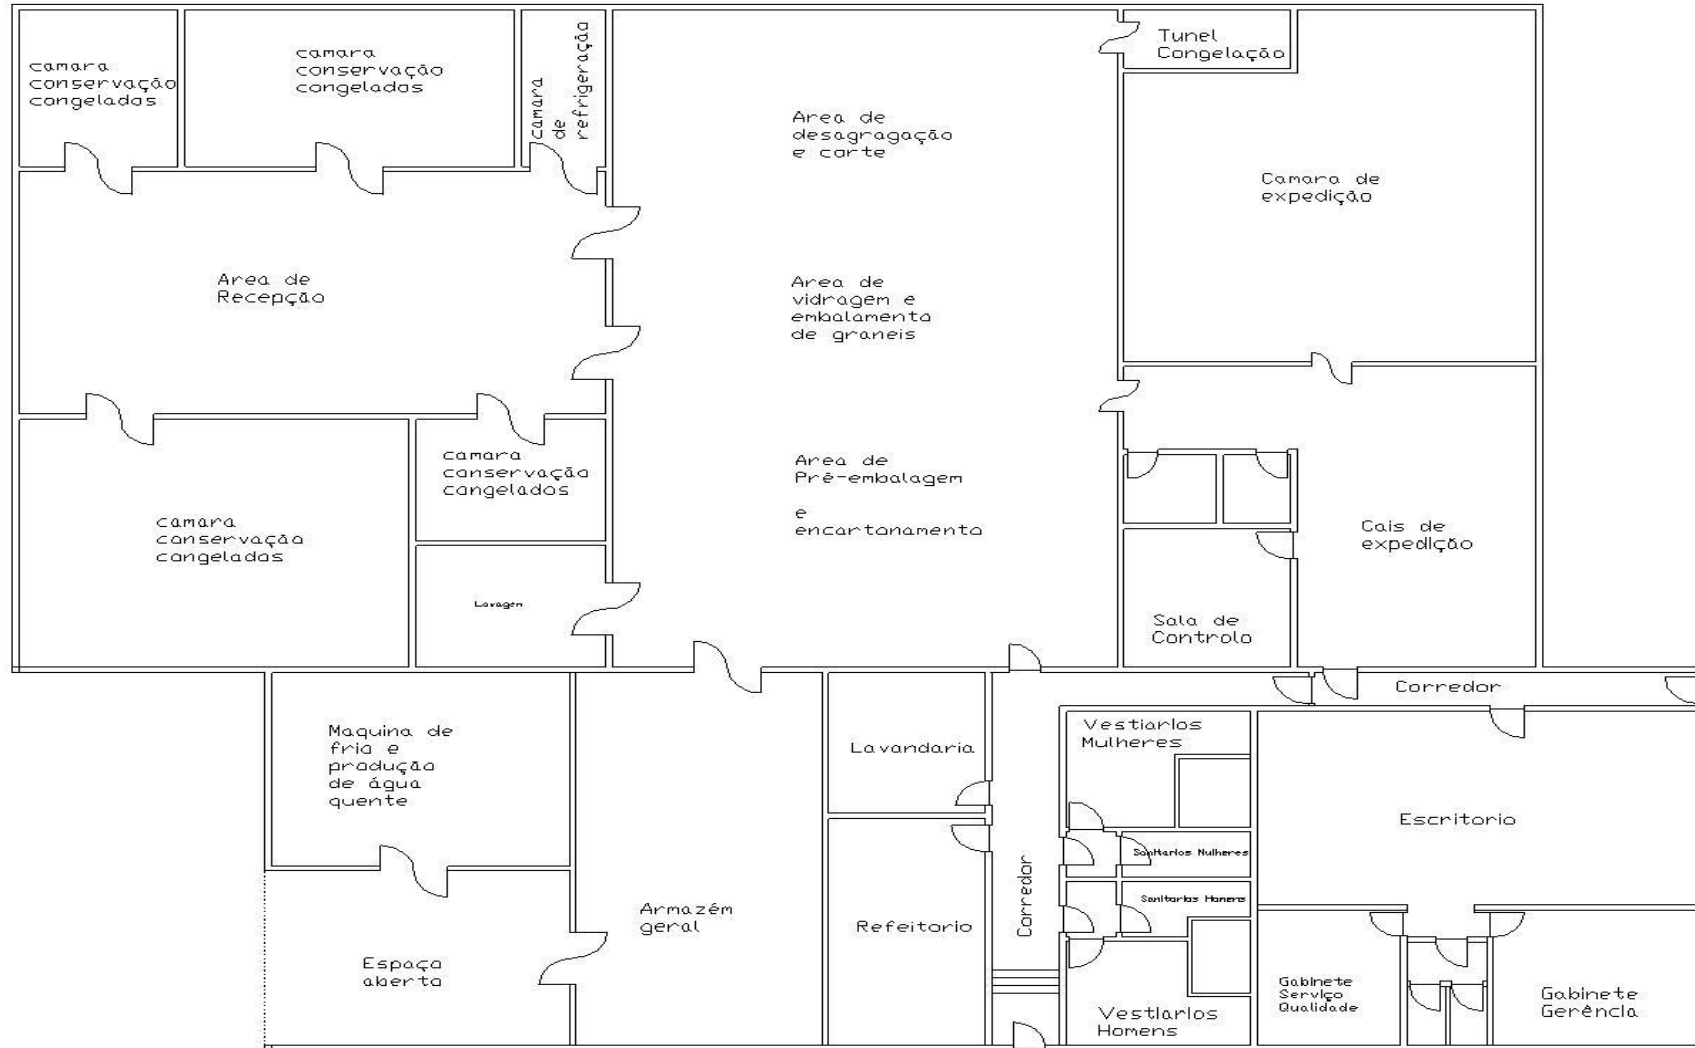 camara
conservação
congelados
camara
conservação
congelados
camara
de
refrigeração
Area de
desagragação
e corte
Tunel
Congelação
Camara de
expedição
Area de
Recepção
Area de
vidragem e
embalamento
de graneis
camara
conservação
congelados
camara
conservação
congelados
Lavagem
Area de
Pré-embalagem
e
encartonamento
Cais de
expedição
Sala de
Controlo
Maquina de
frio e
produção
de água
quente
Lavandaria
Corredor
Vestiarios
Mulheres
Corredor
Escritorio
Sanitarios Nulheres
Sanitarios Homens
Armazém
geral
Refeitorio
Espaço
aberto
Vestiarios
Homens
Gabinete
Serviço
Qualidade
Gabinete
Gerência